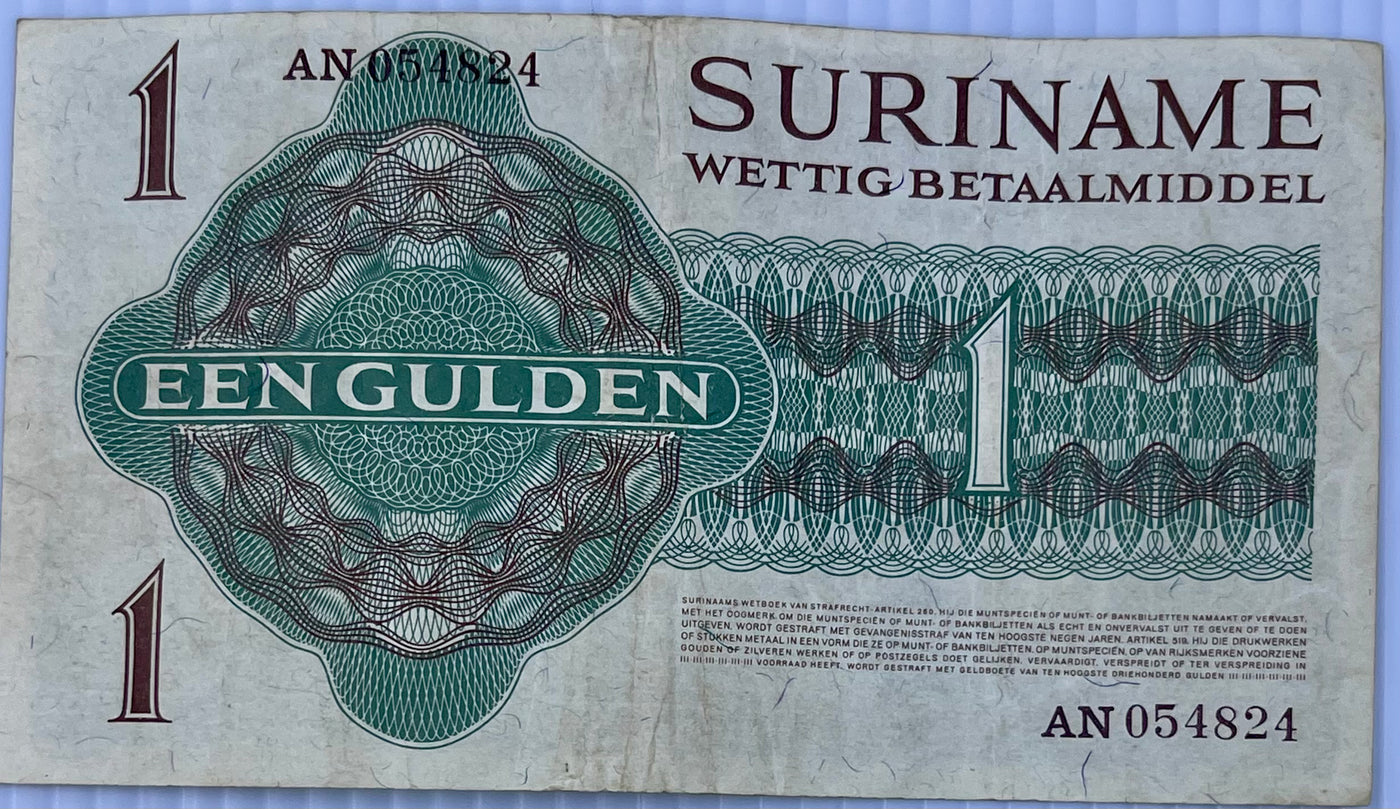 1
AN 054824
SURINAME
WETTIG BETAALMIDDEL
EEN GULDEN
1
1
SURINAAMS WETBOEK VAN STRAFRECHT-ARTIKEL 260. HIJ DIE MUNTSPECIËN OF MUNT- OF BANKBILJETTEN NAMAAKT OF VERVALST,
MET HET OOGMERK OM DIE MUNTSPECIËN OF MUNT- OF BANKBILJETTEN ALS ECHT EN ONVERVALST UIT TE GEVEN OF TE DOEN
UITGEVEN, WORDT GESTRAFT MET GEVANGENISSTRAF VAN TEN HOOGSTE NEGEN JAREN. ARTIKEL 519. HIJ DIE DRUKWERKEN
OF STUKKEN METAAL IN EEN VORM DIE ZE OP MUNT- OF BANKBILJETTEN, OP MUNTSPECIËN, OP VAN RIJKSMERKEN VOORZIENE
GOUDEN OF ZILVEREN WERKEN OF OP POSTZEGELS DOET GELIJKEN, VERVAARDIGT, VERSPREIDT OF TER VERSPREIDING IN
VOORRAAD HEEFT, WORDT GESTRAFT MET GELDBOETE VAN TEN HOOGSTE DRIEHONDERD GULDEN
AN 054824